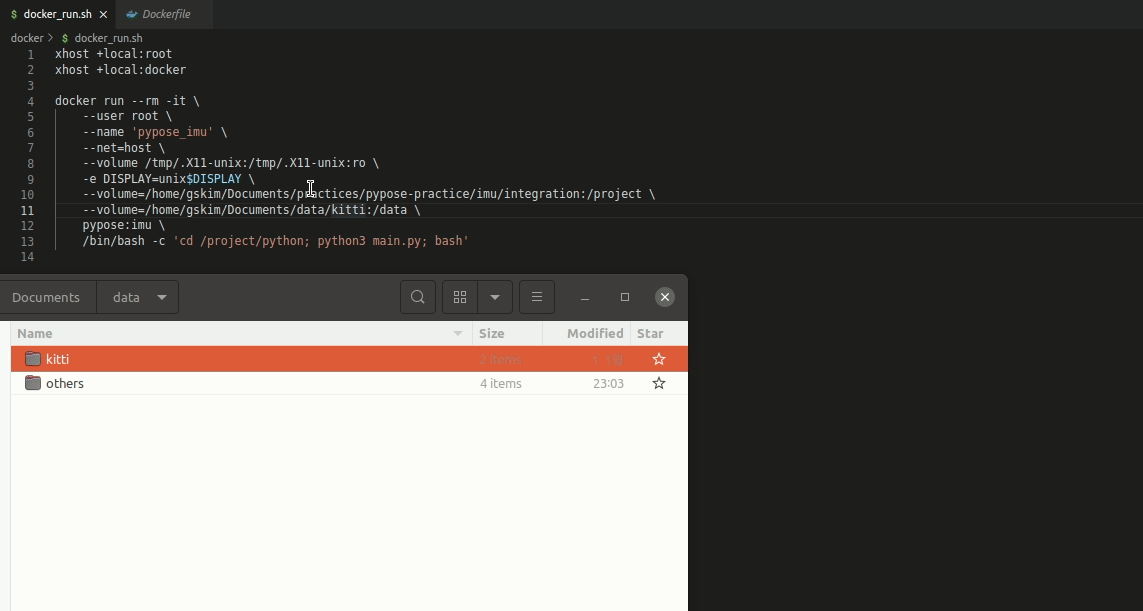 $ docker_run.sh × Dockerfile
docker > $ docker_run.sh
1 xhost +local:root
2 xhost +local:docker
3
4 docker run --rm -it \
5 --user root \
6 --name 'pypose_imu' \
7 --net=host \
8 --volume /tmp/.X11-unix:/tmp/.X11-unix:ro \
9 -e DISPLAY=unix$DISPLAY \
10 --volume=/home/gskim/Documents/practices/pypose-practice/imu/integration:/project \
11 --volume=/home/gskim/Documents/data/kitti:/data \
12 pypose:imu \
13 /bin/bash -c 'cd /project/python; python3 main.py; bash'
14
Documents data
Name Size Modified Star
kitti 2 items
others 4 items 23:03